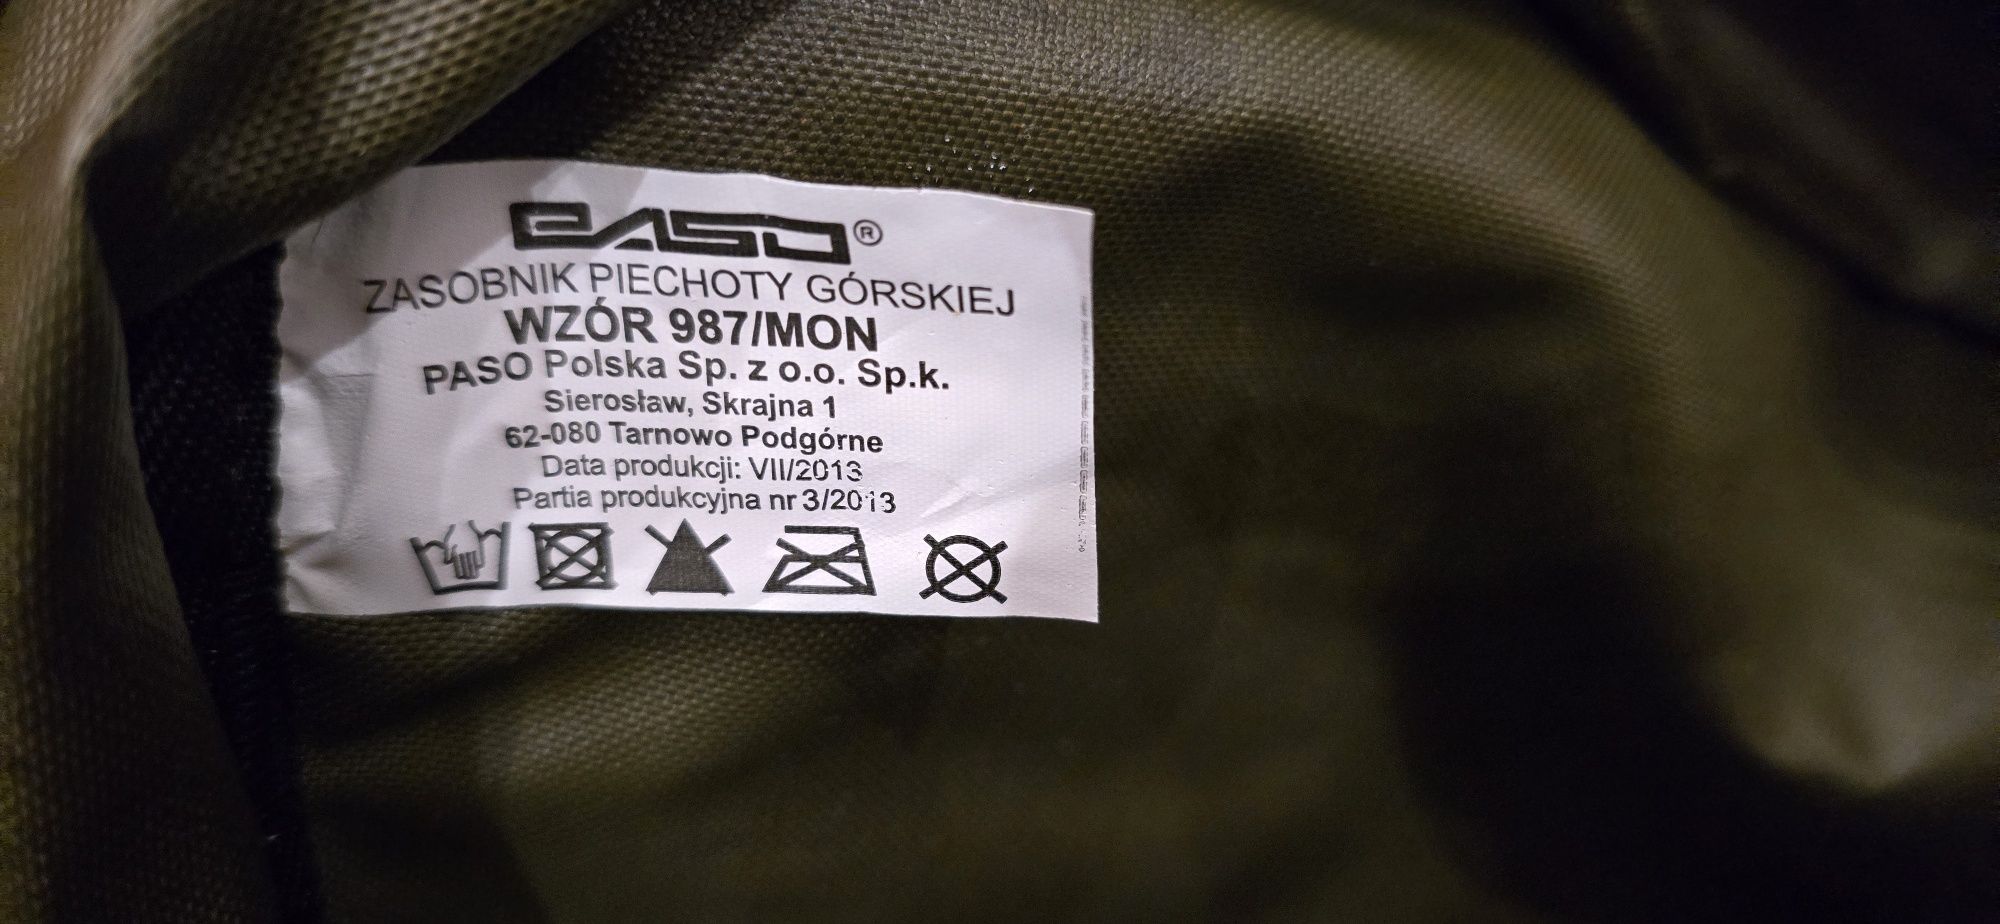 PASO®
ZASOBNIK PIECHOTY GÓRSKIEJ
WZÓR 987/MON
PASO Polska Sp. z o.o. Sp.k.
Sierosław, Skrajna 1
62-080 Tarnowo Podgórne
Data produkcji: VII/2013
Partia produkcyjna nr 3/2013